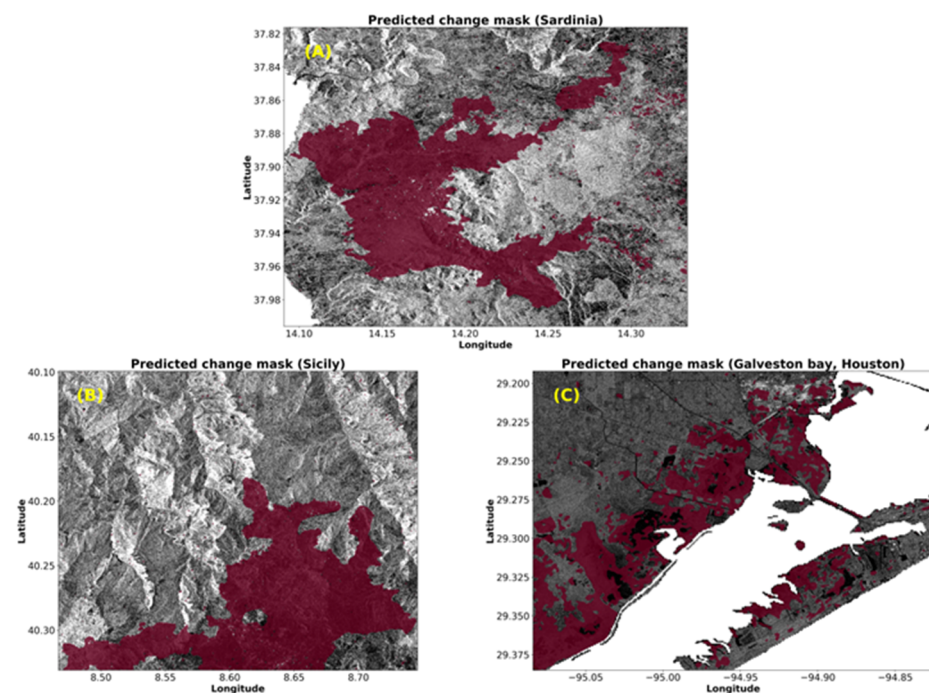 Predicted change mask (Sardinia)
(A)
37.82
37.84
37.86
37.88
37.90
37.92
37.94
37.96
37.98
Latitude
14.10 14.15 14.20 14.25 14.30
Longitude
Predicted change mask (Sicily)
(B)
40.10
40.15
40.20
40.25
40.30
Latitude
8.50 8.55 8.60 8.65 8.70
Longitude
Predicted change mask (Galveston bay, Houston)
(C)
29.200
29.225
29.250
29.275
29.300
29.325
29.350
29.375
Latitude
−95.05 −95.00 −94.95 −94.90 −94.85
Longitude